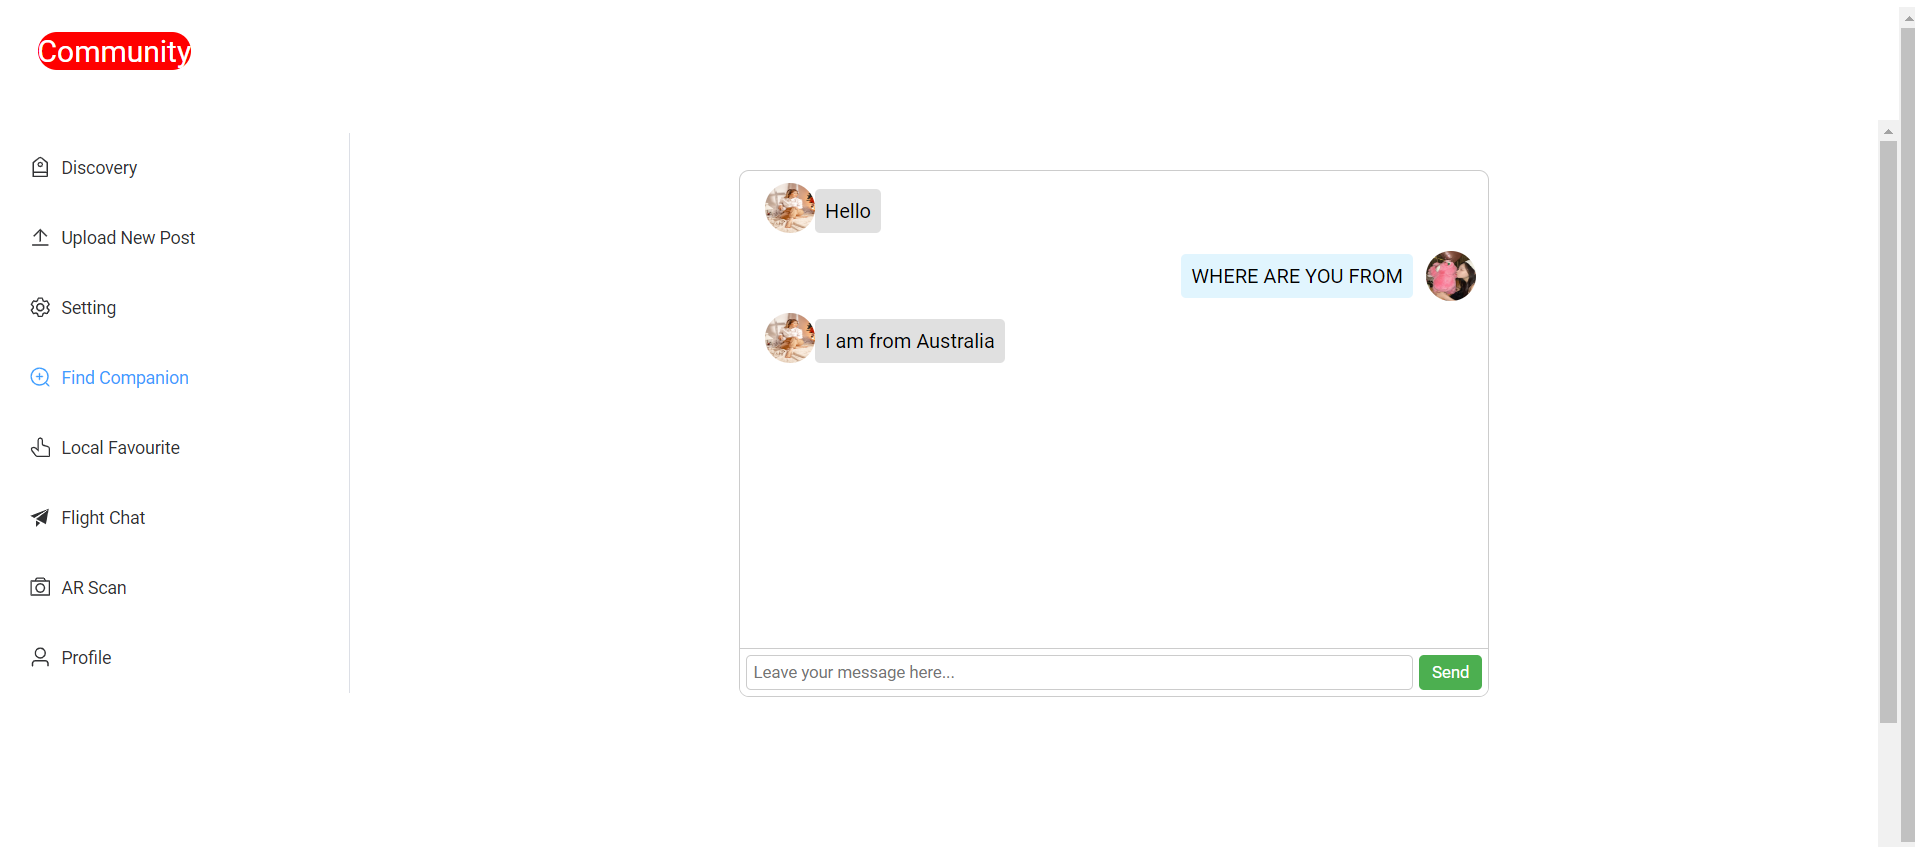 Community
Discovery
Upload New Post
Setting
Find Companion
Local Favourite
Flight Chat
AR Scan
Profile
Hello
WHERE ARE YOU FROM
I am from Australia
Leave your message here...
Send